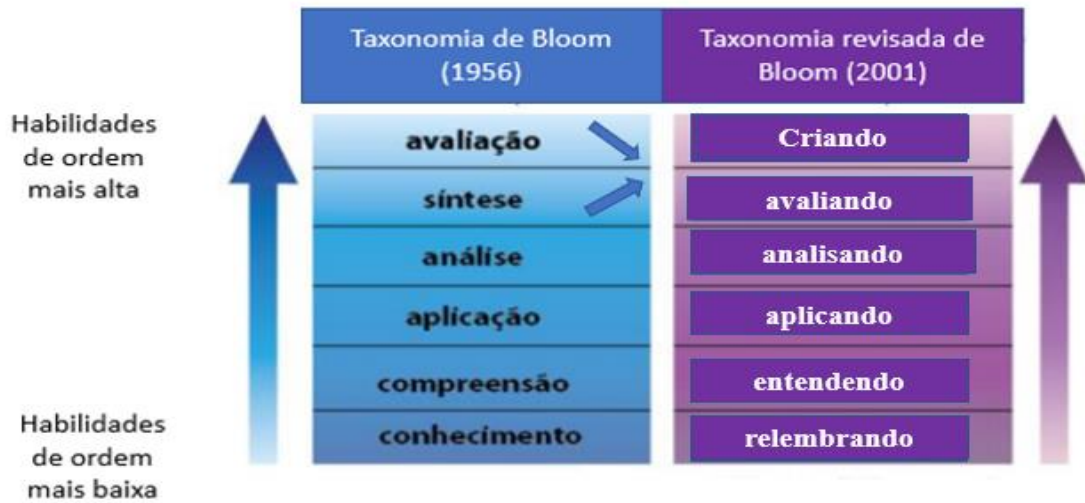 Taxonomia de Bloom
(1956)
Taxonomia revisada de
Bloom (2001)
Habilidades
de ordem
mais alta
avaliação
Criando
síntese
avaliando
análise
analisando
aplicação
aplicando
compreensão
entendendo
conhecimento
relembrando
Habilidades
de ordem
mais baixa